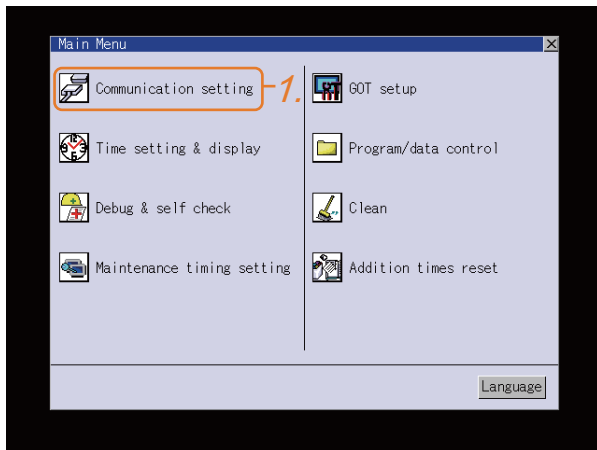 Main Menu
Communication setting
1.
GOT setup
Time setting & display
Program/data control
Debug & self check
Clean
Maintenance timing setting
Addition times reset
Language